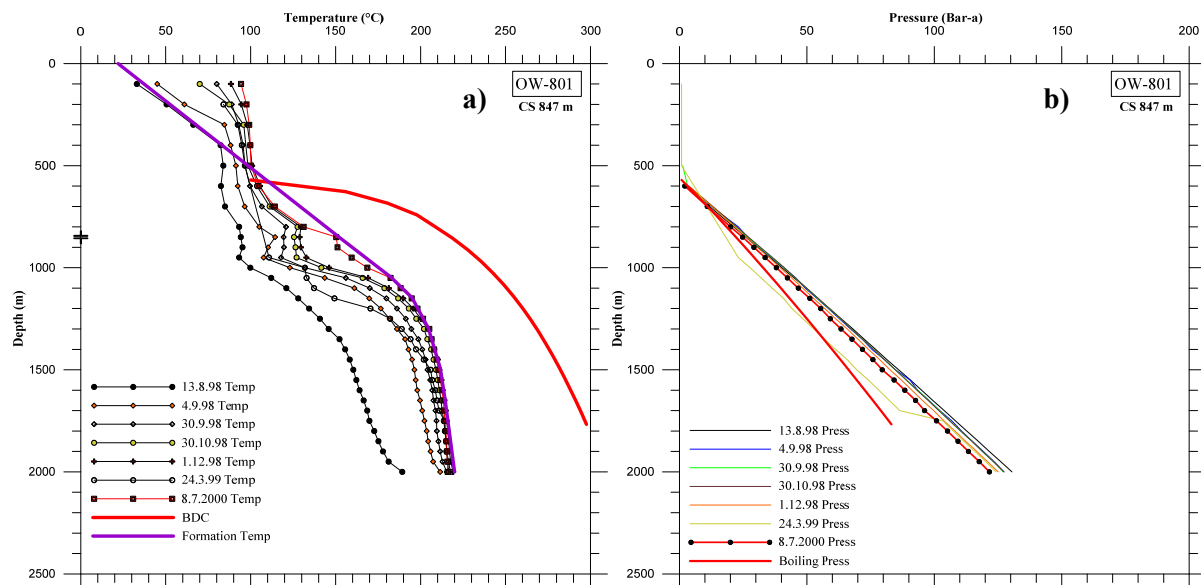 Temperature (°C)
0 50 100 150 200 250 300
0
500
1000
1500
2000
2500
Depth (m)
OW-801
CS 847 m
a)
13.8.98 Temp
4.9.98 Temp
30.9.98 Temp
30.10.98 Temp
1.12.98 Temp
24.3.99 Temp
8.7.2000 Temp
BDC
Formation Temp
Pressure (Bar-a)
0 50 100 150 200
0
500
1000
1500
2000
2500
Depth (m)
OW-801
CS 847 m
b)
13.8.98 Press
4.9.98 Press
30.9.98 Press
30.10.98 Press
1.12.98 Press
24.3.99 Press
8.7.2000 Press
Boiling Press